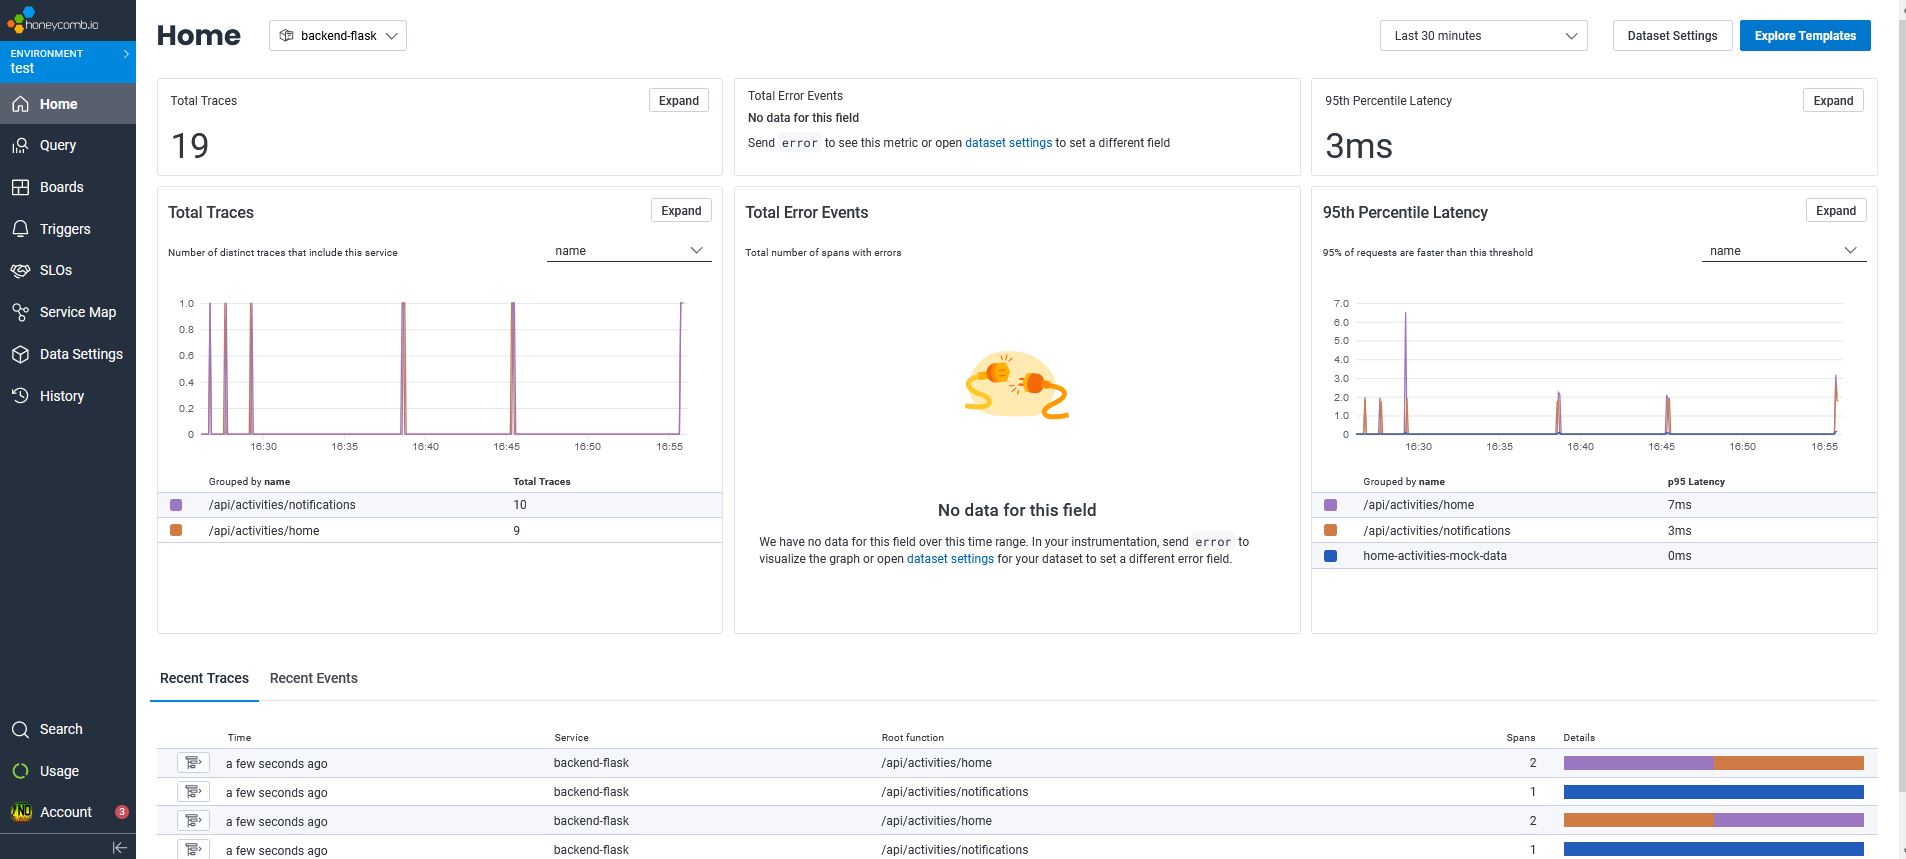 honeycomb.io
ENVIRONMENT
test
Home
Query
Boards
Triggers
SLOs
Service Map
Data Settings
History
Search
Usage
Account 3
Home backend-flask Last 30 minutes Dataset Settings Explore Templates
Total Traces Expand
19
Total Error Events
No data for this field
Send error to see this metric or open dataset settings to set a different field
95th Percentile Latency Expand
3ms
Total Traces Expand
Number of distinct traces that include this service name
1.0
0.8
0.6
0.4
0.2
0
16:30 16:35 16:40 16:45 16:50 16:55
Grouped by name Total Traces
/api/activities/notifications 10
/api/activities/home 9
Total Error Events
Total number of spans with errors
No data for this field
We have no data for this field over this time range. In your instrumentation, send error to
visualize the graph or open dataset settings for your dataset to set a different error field.
95th Percentile Latency Expand
95% of requests are faster than this threshold name
7.0
6.0
5.0
4.0
3.0
2.0
1.0
0
16:30 16:35 16:40 16:45 16:50 16:55
Grouped by name p95 Latency
/api/activities/home 7ms
/api/activities/notifications 3ms
home-activities-mock-data 0ms
Recent Traces Recent Events
Time Service Root function Spans Details
a few seconds ago backend-flask /api/activities/home 2
a few seconds ago backend-flask /api/activities/notifications 1
a few seconds ago backend-flask /api/activities/home 2
a few seconds ago backend-flask /api/activities/notifications 1